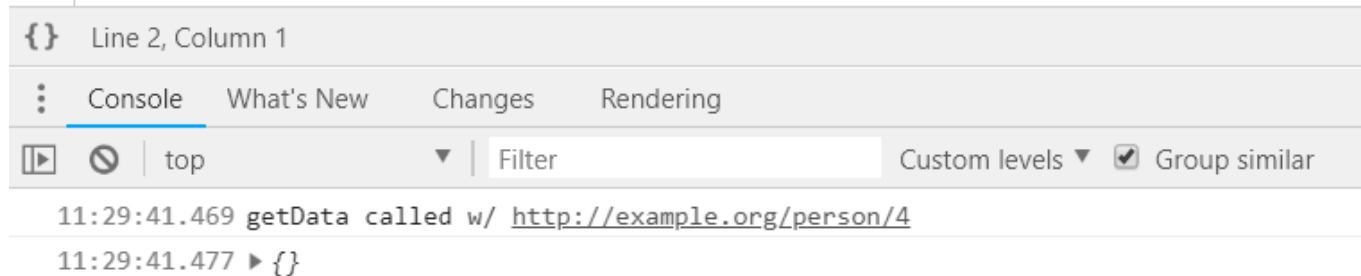 {} Line 2, Column 1
Console What's New Changes Rendering
top ▼ Filter Custom levels ▼ Group similar
11:29:41.469 getData called w/ http://example.org/person/4
11:29:41.477 ▶ {}